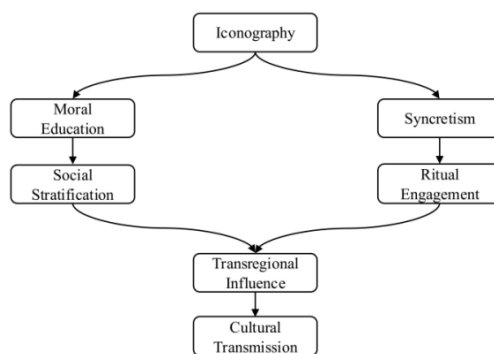 Iconography
Moral
Education
Syncretism
Social
Stratification
Ritual
Engagement
Transregional
Influence
Cultural
Transmission